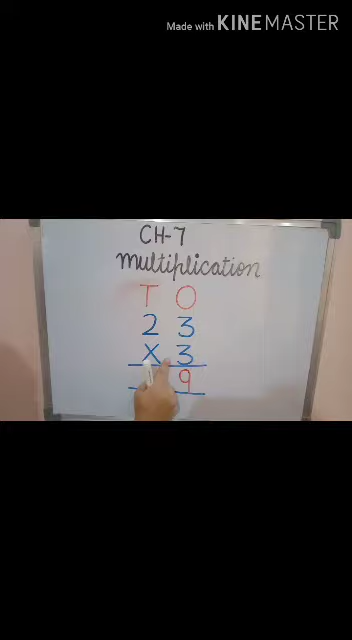 Made with KINEMASTER
CH-7
Multiplication
T O
2 3
X 3
9